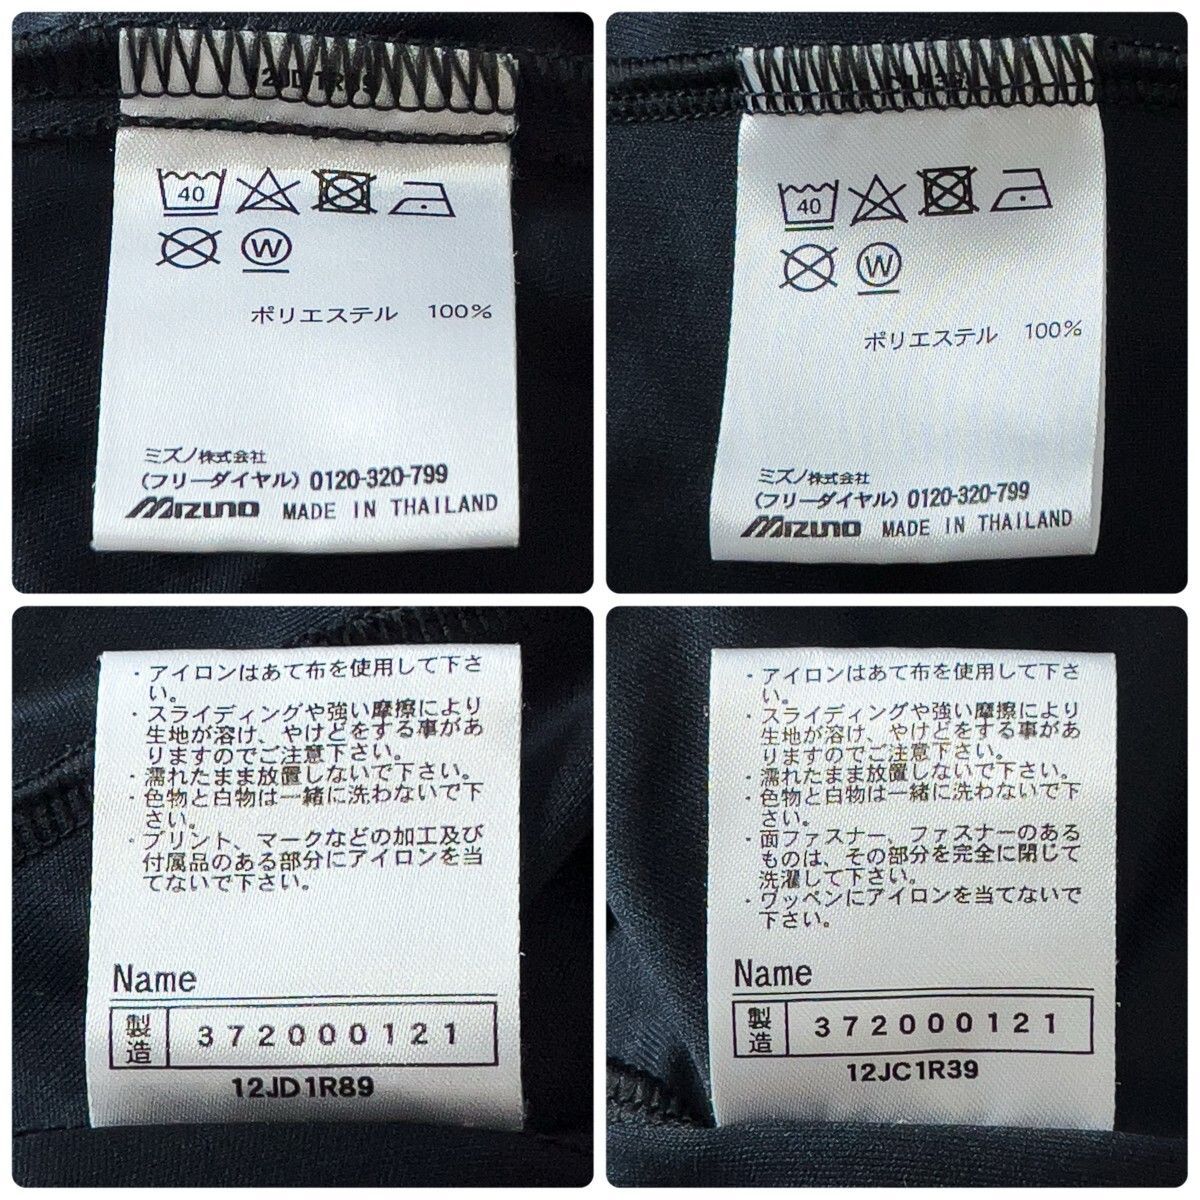 40
W
ポリエステル 100%
ミズノ株式会社
(フリーダイヤル) 0120-320-799
MIZUNO MADE IN THAILAND
40
W
ポリエステル 100%
ミズノ株式会社
(フリーダイヤル) 0120-320-799
MIZUNO MADE IN THAILAND
・アイロンはあて布を使用して下さ
い。
・スライディングや強い摩擦により
生地が溶け、やけどをする事があ
りますのでご注意下さい。
・濡れたまま放置しないで下さい。
・色物と白物は一緒に洗わないで下
さい。
・プリント、マークなどの加工及び
付属品のある部分にアイロンを当
てないで下さい。
Name
製造 372000121
12JD1R89
・アイロンはあて布を使用して下さ
い。
・スライディングや強い摩擦により
生地が溶け、やけどをする事があ
りますのでご注意下さい。
・濡れたまま放置しないで下さい。
・色物と白物は一緒に洗わないで下
さい。
・面ファスナー、ファスナーのある
ものは、その部分を完全に閉じて
洗濯して下さい。
・ワッペンにアイロンを当てないで
下さい。
Name
製造 372000121
12JC1R39